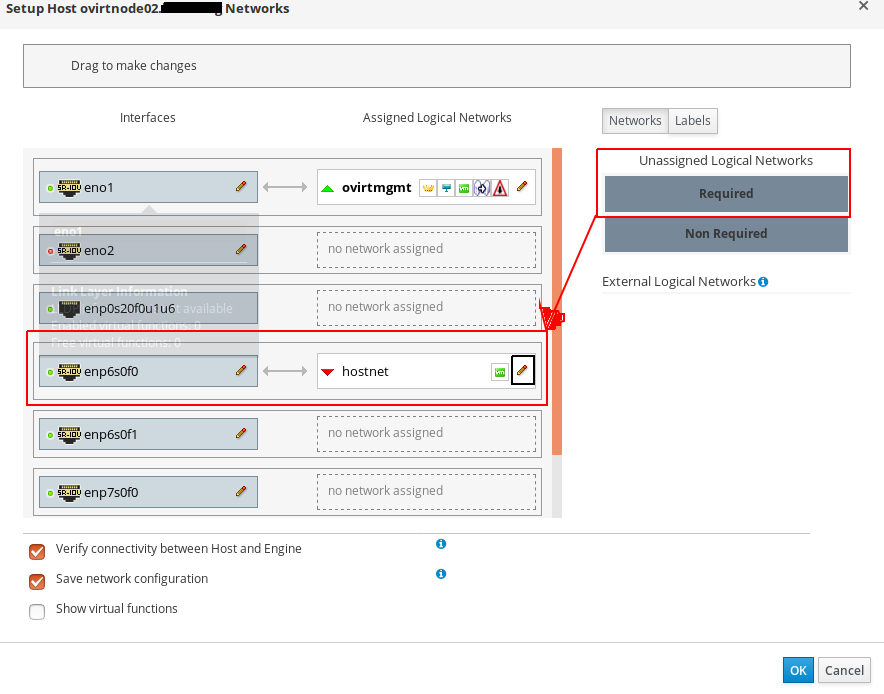 Setup Host ovirtnode02. Networks
Drag to make changes
Interfaces
Assigned Logical Networks
Networks
Labels
Unassigned Logical Networks
Required
Non Required
External Logical Networks
SR-IOV eno1
ovirtmgmt
eno1
SR-IOV eno2
no network assigned
Link Layer Information
enp0s20f0u1u6
available
no network assigned
Enabled virtual functions: 0
Free virtual functions: 0
SR-IOV enp6s0f0
hostnet
vm
SR-IOV enp6s0f1
no network assigned
SR-IOV enp7s0f0
no network assigned
Verify connectivity between Host and Engine
Save network configuration
Show virtual functions
OK
Cancel